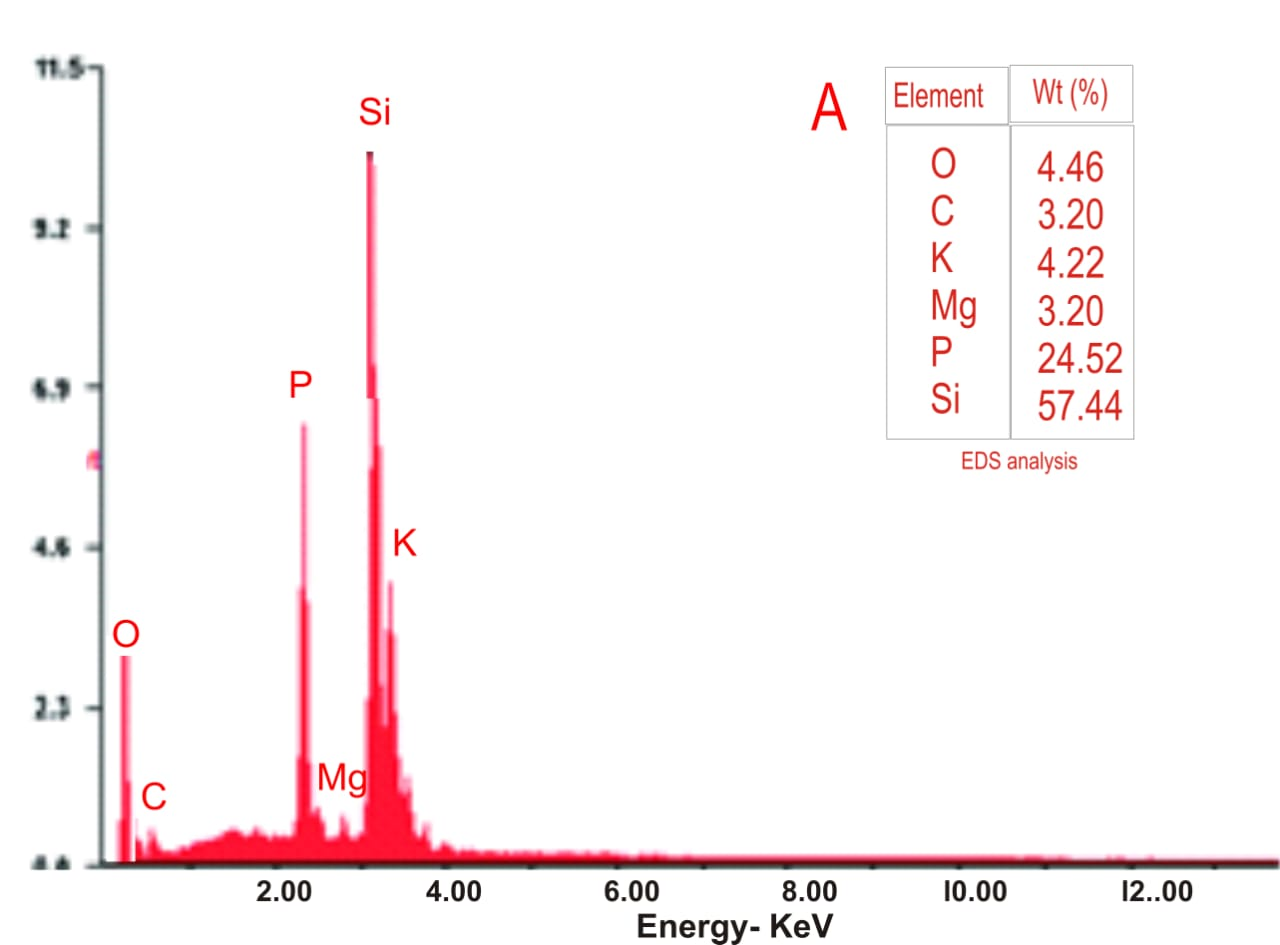 11.5
Si
A
Element Wt (%)
O 4.46
C 3.20
K 4.22
Mg 3.20
P 24.52
Si 57.44
EDS analysis
9.2
P
6.9
K
4.6
O
2.3
Mg
C
2.00 4.00 6.00 8.00 l0.00 12..00
Energy- KeV